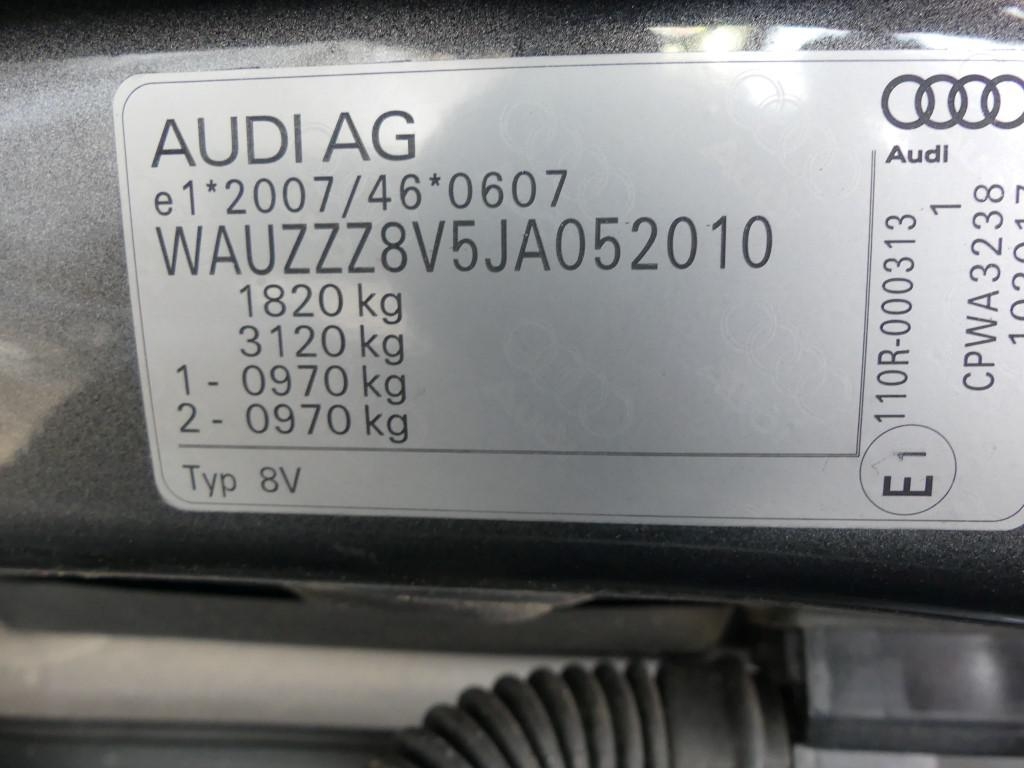 AUDI AG
e1*2007/46*0607
WAUZZZ8V5JA052010
1820 kg
3120 kg
1 - 0970 kg
2 - 0970 kg
Typ 8V
Audi
110R-000313
1
E 1
CPWA3238